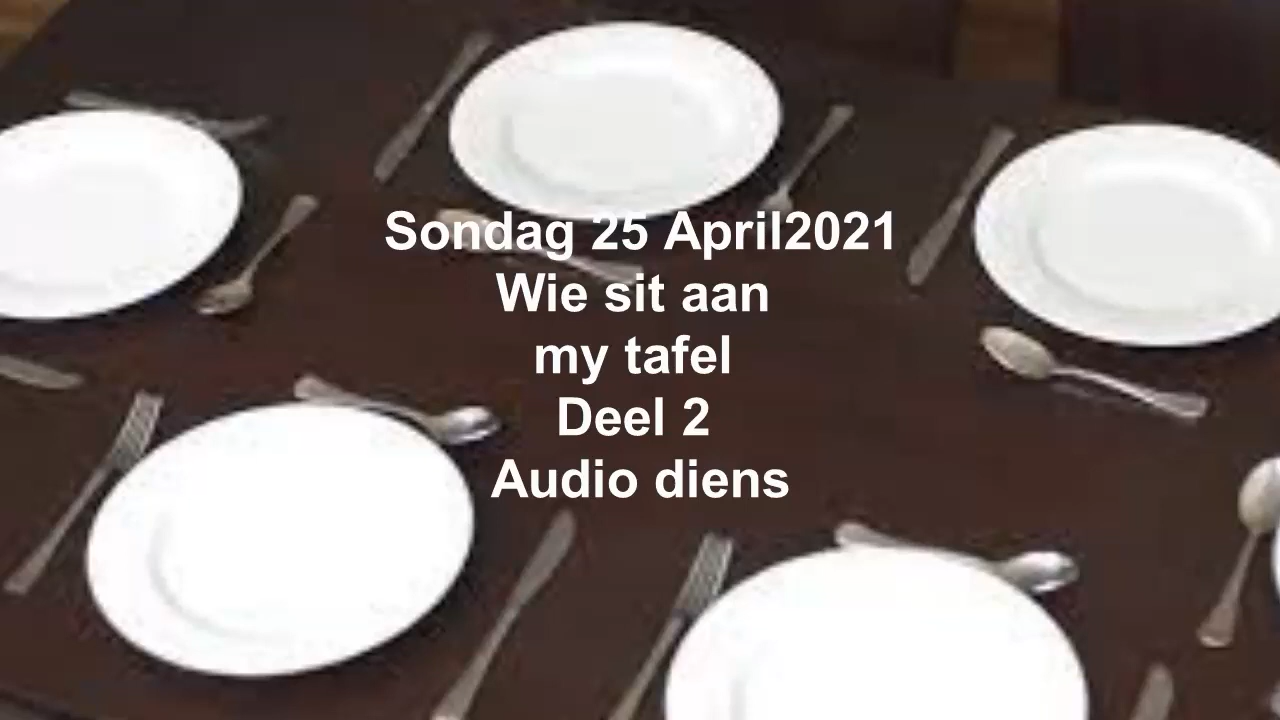 Sondag 25 April2021
Wie sit aan
my tafel
Deel 2
Audio diens